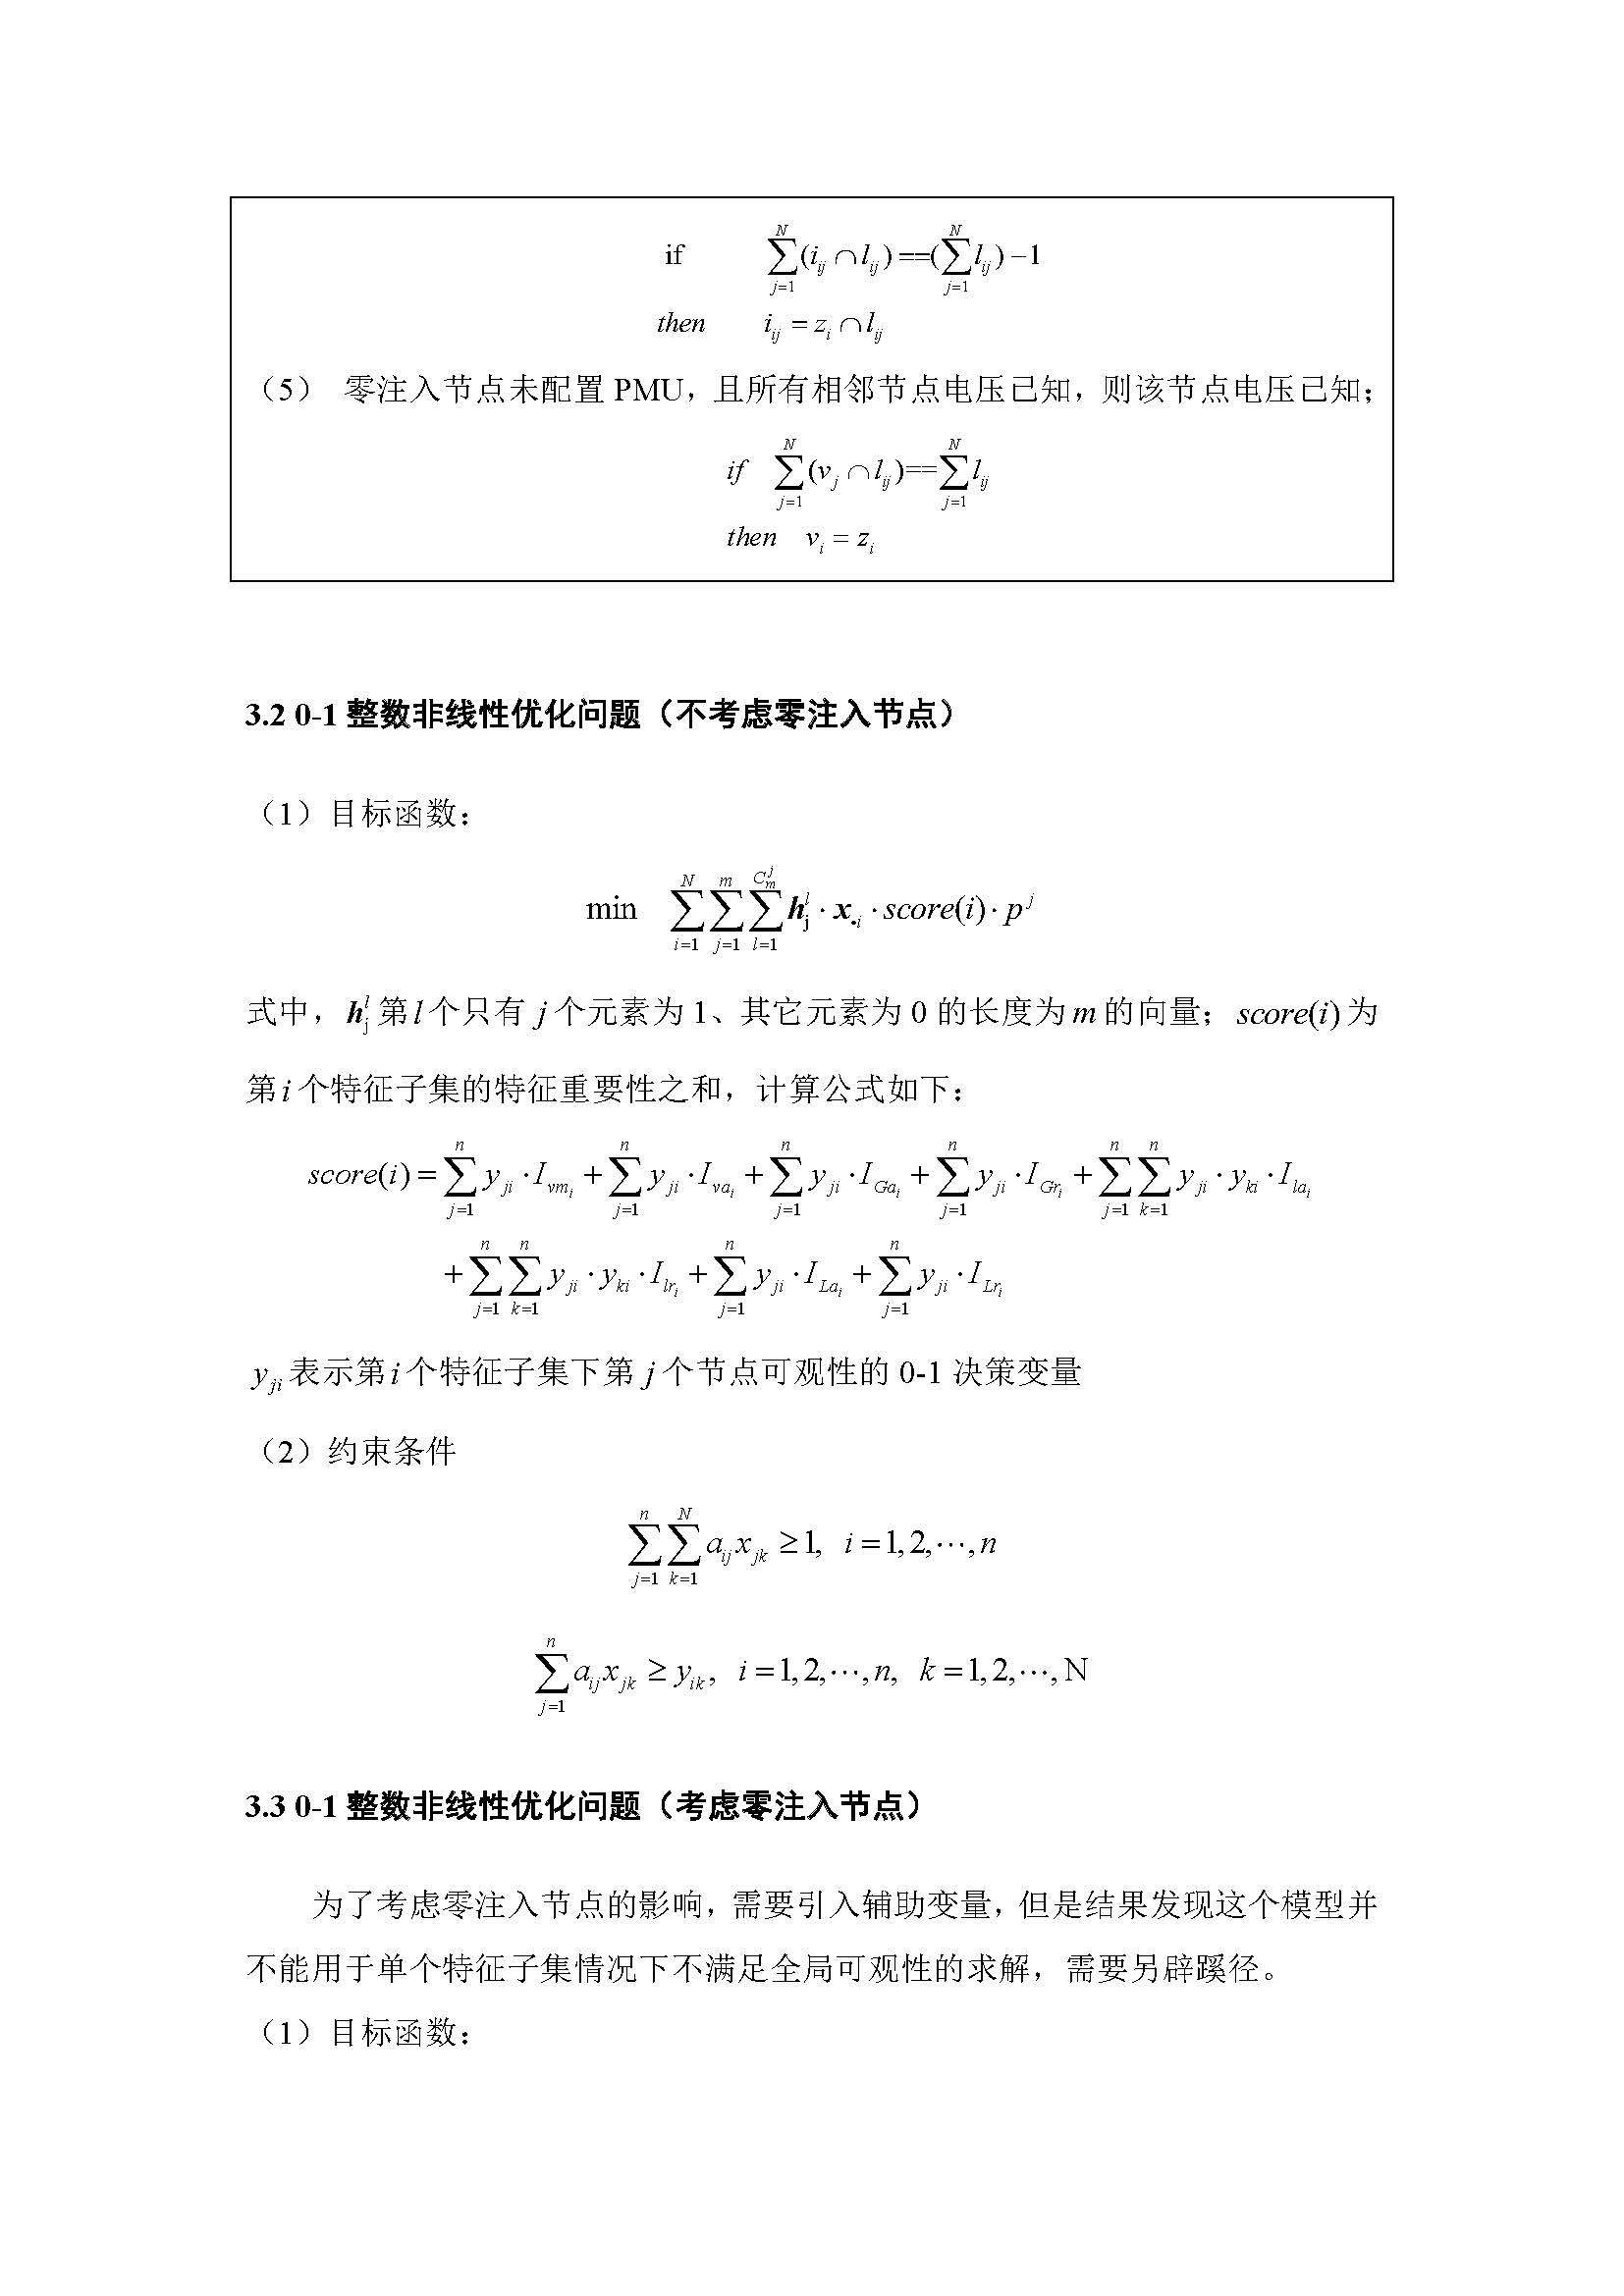 if $\sum_{j=1}^{N}(i_{ij} \cap l_{ij}) == (\sum_{j=1}^{N} l_{ij}) - 1$
then $i_{ij} = z_i \cap l_{ij}$
（5） 零注入节点未配置 PMU，且所有相邻节点电压已知，则该节点电压已知；
if $\sum_{j=1}^{N}(v_j \cap l_{ij}) == \sum_{j=1}^{N} l_{ij}$
then $v_i = z_i$
3.2 0-1 整数非线性优化问题（不考虑零注入节点）
（1）目标函数：
min $\sum_{i=1}^{N}\sum_{j=1}^{m}\sum_{l=1}^{C_m^j} \boldsymbol{h}_j^l \cdot \boldsymbol{x}_{\bullet i} \cdot score(i) \cdot p^j$
式中，$\boldsymbol{h}_j^l$ 第 $l$ 个只有 $j$ 个元素为 1、其它元素为 0 的长度为 $m$ 的向量；$score(i)$ 为
第 $i$ 个特征子集的特征重要性之和，计算公式如下：
$score(i) = \sum_{j=1}^{n} y_{ji} \cdot I_{vm_i} + \sum_{j=1}^{n} y_{ji} \cdot I_{va_i} + \sum_{j=1}^{n} y_{ji} \cdot I_{Ga_i} + \sum_{j=1}^{n} y_{ji} \cdot I_{Gr_i} + \sum_{j=1}^{n}\sum_{k=1}^{n} y_{ji} \cdot y_{ki} \cdot I_{la_i}$
$+ \sum_{j=1}^{n}\sum_{k=1}^{n} y_{ji} \cdot y_{ki} \cdot I_{lr_i} + \sum_{j=1}^{n} y_{ji} \cdot I_{La_i} + \sum_{j=1}^{n} y_{ji} \cdot I_{Lr_i}$
$y_{ji}$ 表示第 $i$ 个特征子集下第 $j$ 个节点可观性的 0-1 决策变量
（2）约束条件
$\sum_{j=1}^{n}\sum_{k=1}^{N} a_{ij} x_{jk} \geq 1, \ i = 1, 2, \cdots, n$
$\sum_{j=1}^{n} a_{ij} x_{jk} \geq y_{ik}, \ i = 1, 2, \cdots, n, \ k = 1, 2, \cdots, \mathrm{N}$
3.3 0-1 整数非线性优化问题（考虑零注入节点）
为了考虑零注入节点的影响，需要引入辅助变量，但是结果发现这个模型并
不能用于单个特征子集情况下不满足全局可观性的求解，需要另辟蹊径。
（1）目标函数：